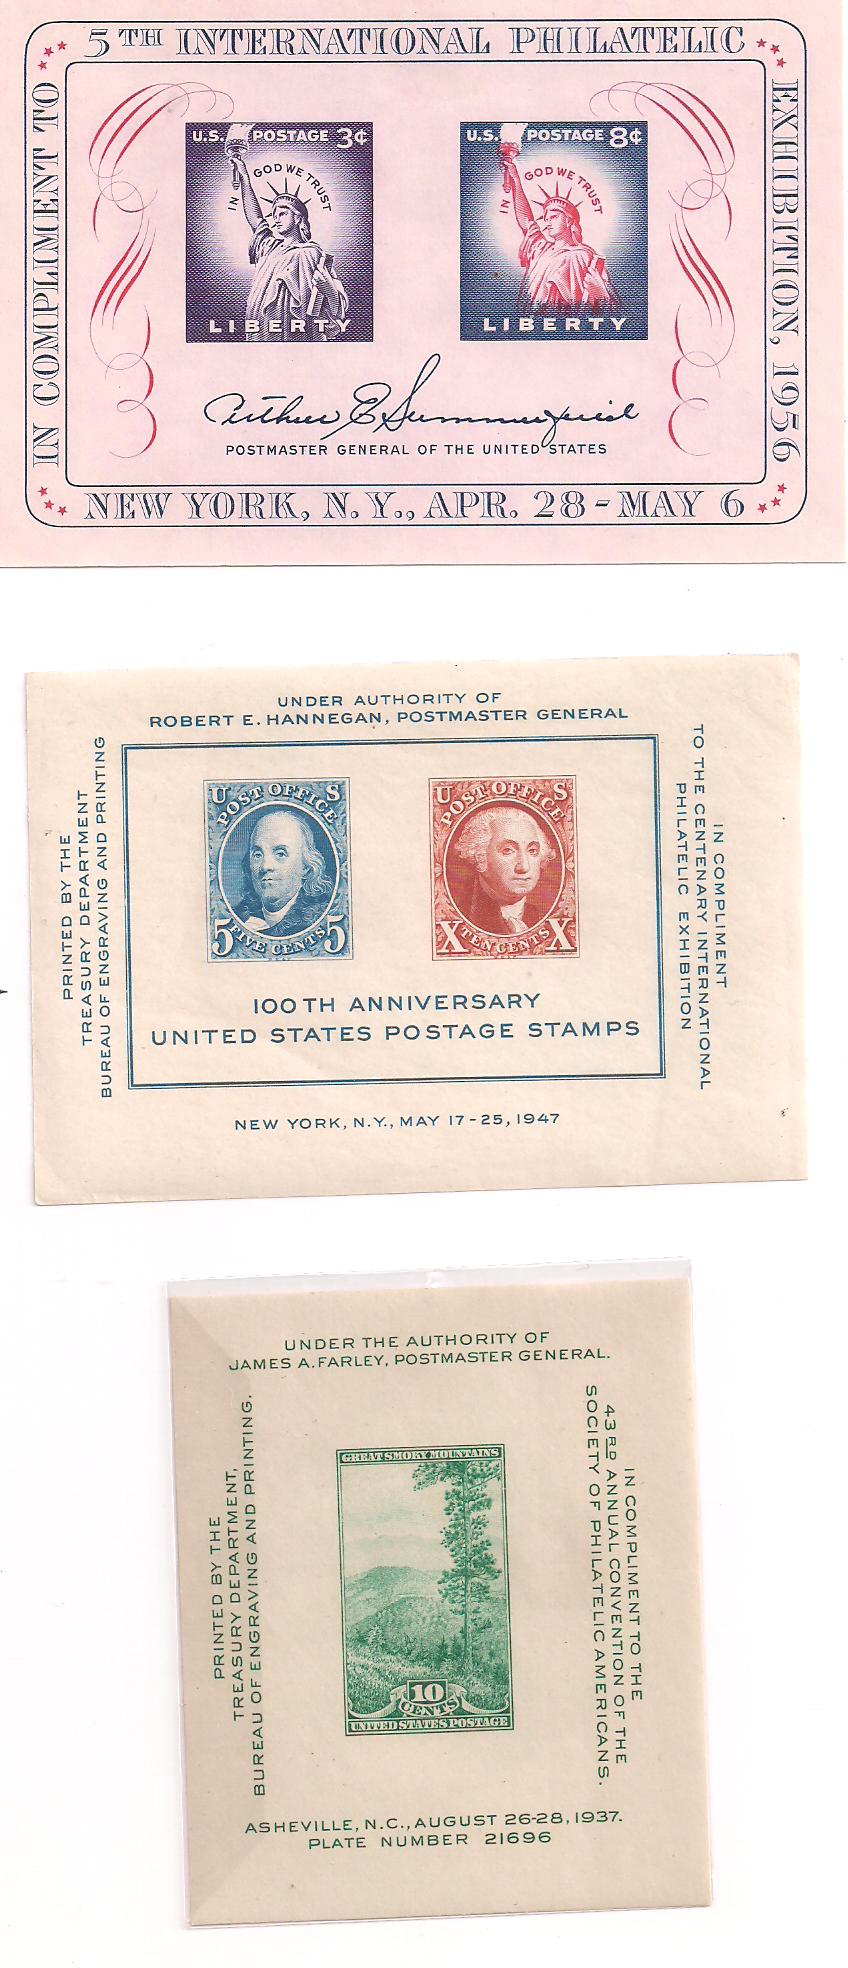 5TH INTERNATIONAL PHILATELIC
IN COMPLIMENT TO
EXHIBITION, 1956
U.S. POSTAGE 3¢
IN GOD WE TRUST
LIBERTY
U.S. POSTAGE 8¢
IN GOD WE TRUST
LIBERTY
Arthur E Summerfield
POSTMASTER GENERAL OF THE UNITED STATES
NEW YORK, N.Y., APR. 28 - MAY 6
UNDER AUTHORITY OF
ROBERT E. HANNEGAN, POSTMASTER GENERAL
PRINTED BY THE
TREASURY DEPARTMENT
BUREAU OF ENGRAVING AND PRINTING
U S
POST OFFICE
5 FIVE CENTS 5
U S
POST OFFICE
X TEN CENTS X
100TH ANNIVERSARY
UNITED STATES POSTAGE STAMPS
IN COMPLIMENT
TO THE CENTENARY INTERNATIONAL
PHILATELIC EXHIBITION
NEW YORK, N.Y., MAY 17-25, 1947
UNDER THE AUTHORITY OF
JAMES A. FARLEY, POSTMASTER GENERAL.
PRINTED BY THE
TREASURY DEPARTMENT,
BUREAU OF ENGRAVING AND PRINTING.
GREAT SMOKY MOUNTAINS
10
CENTS
UNITED STATES POSTAGE
IN COMPLIMENT TO THE
43RD ANNUAL CONVENTION OF THE
SOCIETY OF PHILATELIC AMERICANS.
ASHEVILLE, N.C., AUGUST 26-28, 1937.
PLATE NUMBER 21696